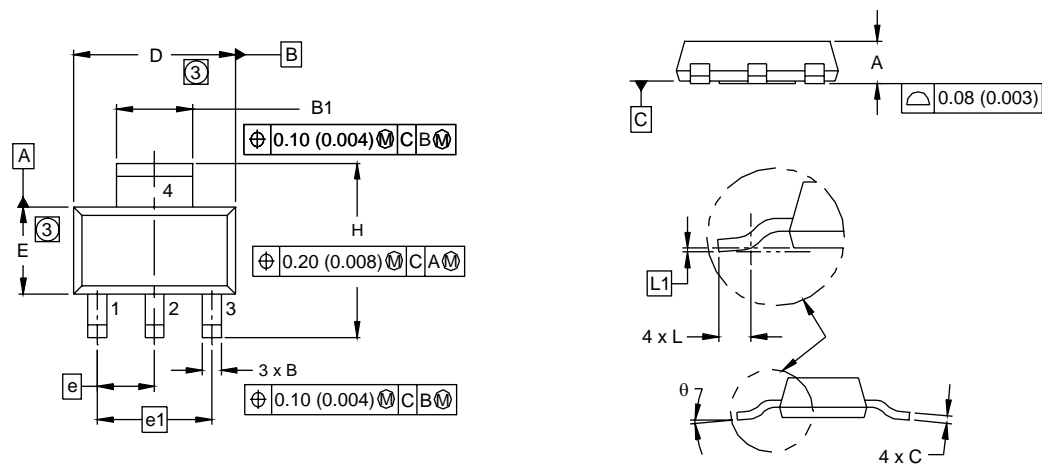 D
B
3
B1
⌖ 0.10 (0.004) Ⓜ C B Ⓜ
A
4
3
E
H
⌖ 0.20 (0.008) Ⓜ C A Ⓜ
1 2 3
3 x B
e
⌖ 0.10 (0.004) Ⓜ C B Ⓜ
e1
A
C
⌓ 0.08 (0.003)
L1
4 x L
θ
4 x C